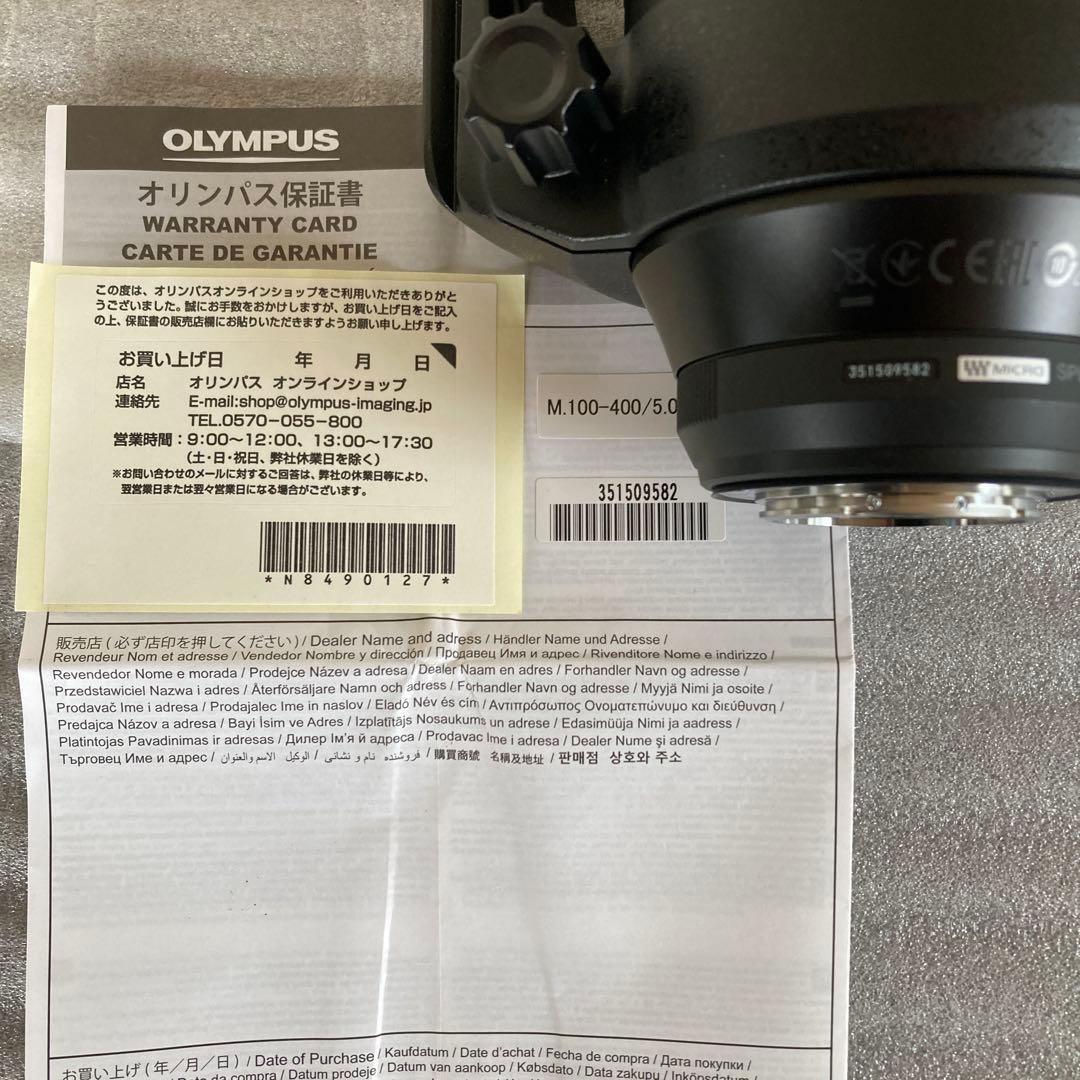 OLYMPUS
オリンパス保証書
WARRANTY CARD
CARTE DE GARANTIE
この度は、オリンパスオンラインショップをご利用いただきありがと
うございました。誠にお手数をおかけしますが、お買い上げ日をご記入
の上、保証書の販売店欄にお貼りいただきますようお願い申し上げます。
お買い上げ日 年 月 日
店名 オリンパス オンラインショップ
連絡先 E-mail:shop@olympus-imaging.jp
TEL.0570-055-800
営業時間：9:00〜12:00、13:00〜17:30
（土・日・祝日、弊社休業日を除く）
※お問い合わせのメールに対するご回答は、弊社の休業日等により、
翌営業日または翌々営業日になる場合がございます。
*N8490127*
M.100-400/5.0
351509582
351509582
MICRO
販売店 ( 必ず店印を押してください ) / Dealer Name and adress / Händler Name und Adresse /
Revendeur Nom et adresse / Vendedor Nombre y dirección / Продавец Имя и адрес / Rivenditore Nome e indirizzo /
Revendedor Nome e morada / Prodejce Název a adresa / Dealer Naam en adres / Forhandler Navn og adresse /
Przedstawiciel Nazwa i adres / Återförsäljare Namn och adress / Forhandler Navn og adresse / Myyjä Nimi ja osoite /
Prodavač Ime i adresa / Prodajalec Ime in naslov / Eladó Név és cím / Αντιπρόσωπος Ονοματεπώνυμο και διεύθυνση /
Predajca Názov a adresa / Bayi İsim ve Adres / Izplatītājs Nosaukums un adrese / Edasimüüja Nimi ja aadress /
Platintojas Pavadinimas ir adresas / Дилер Ім'я й адреса / Prodavac Ime i adresa / Dealer Nume şi adresă /
Търговец Име и адрес / الوكيل الاسم والعنوان / فروشنده نام و نشانی / 購買商號 名稱及地址 / 판매점 상호와 주소
お買い上げ ( 年／月／日 ) / Date of Purchase / Kaufdatum / Date d'achat / Fecha de compra / Дата покупки /
da compra / Datum prodeje / Datum van aankoop / Købsdato / Data zakupu / Inköpsdatum /